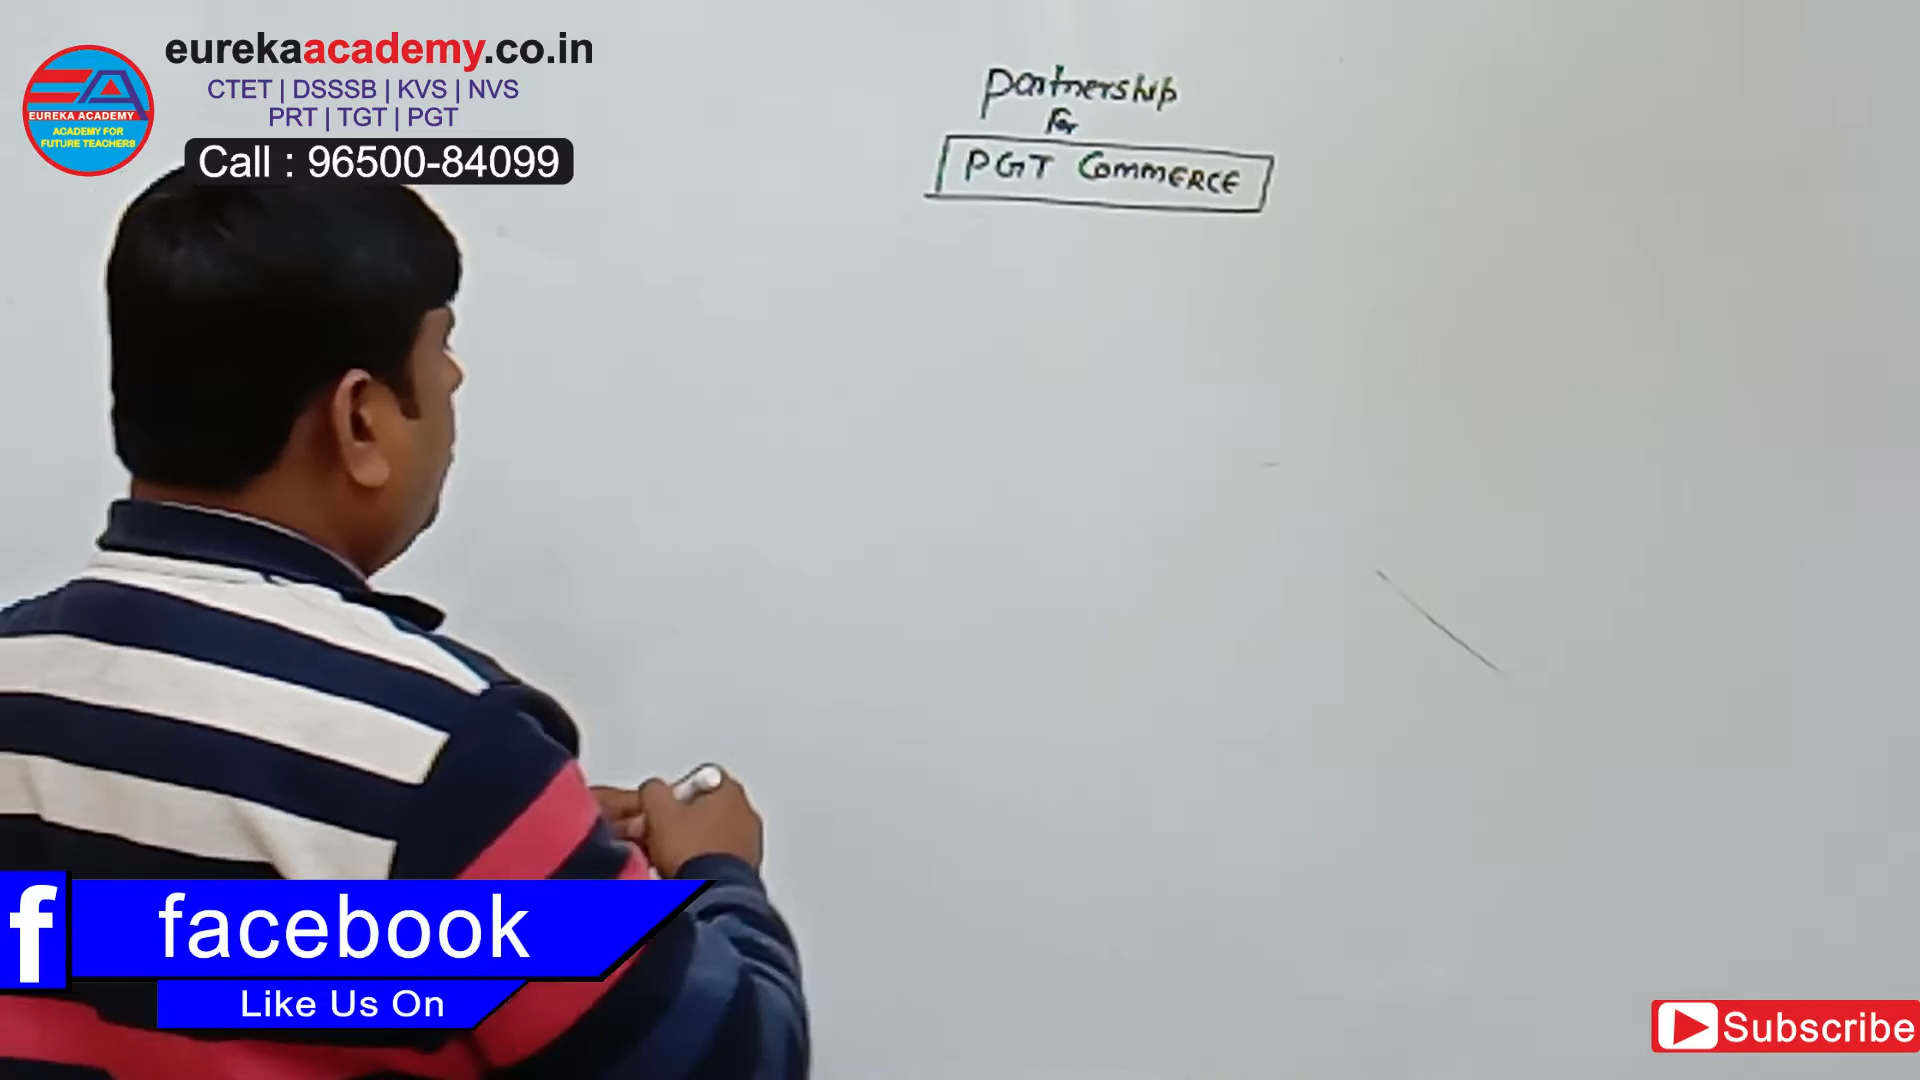 eurekaacademy.co.in
CTET | DSSSB | KVS | NVS
PRT | TGT | PGT
EUREKA ACADEMY
ACADEMY FOR
FUTURE TEACHERS
Call : 96500-84099
Partnership
For
PGT COMMERCE
f facebook
Like Us On
Subscribe